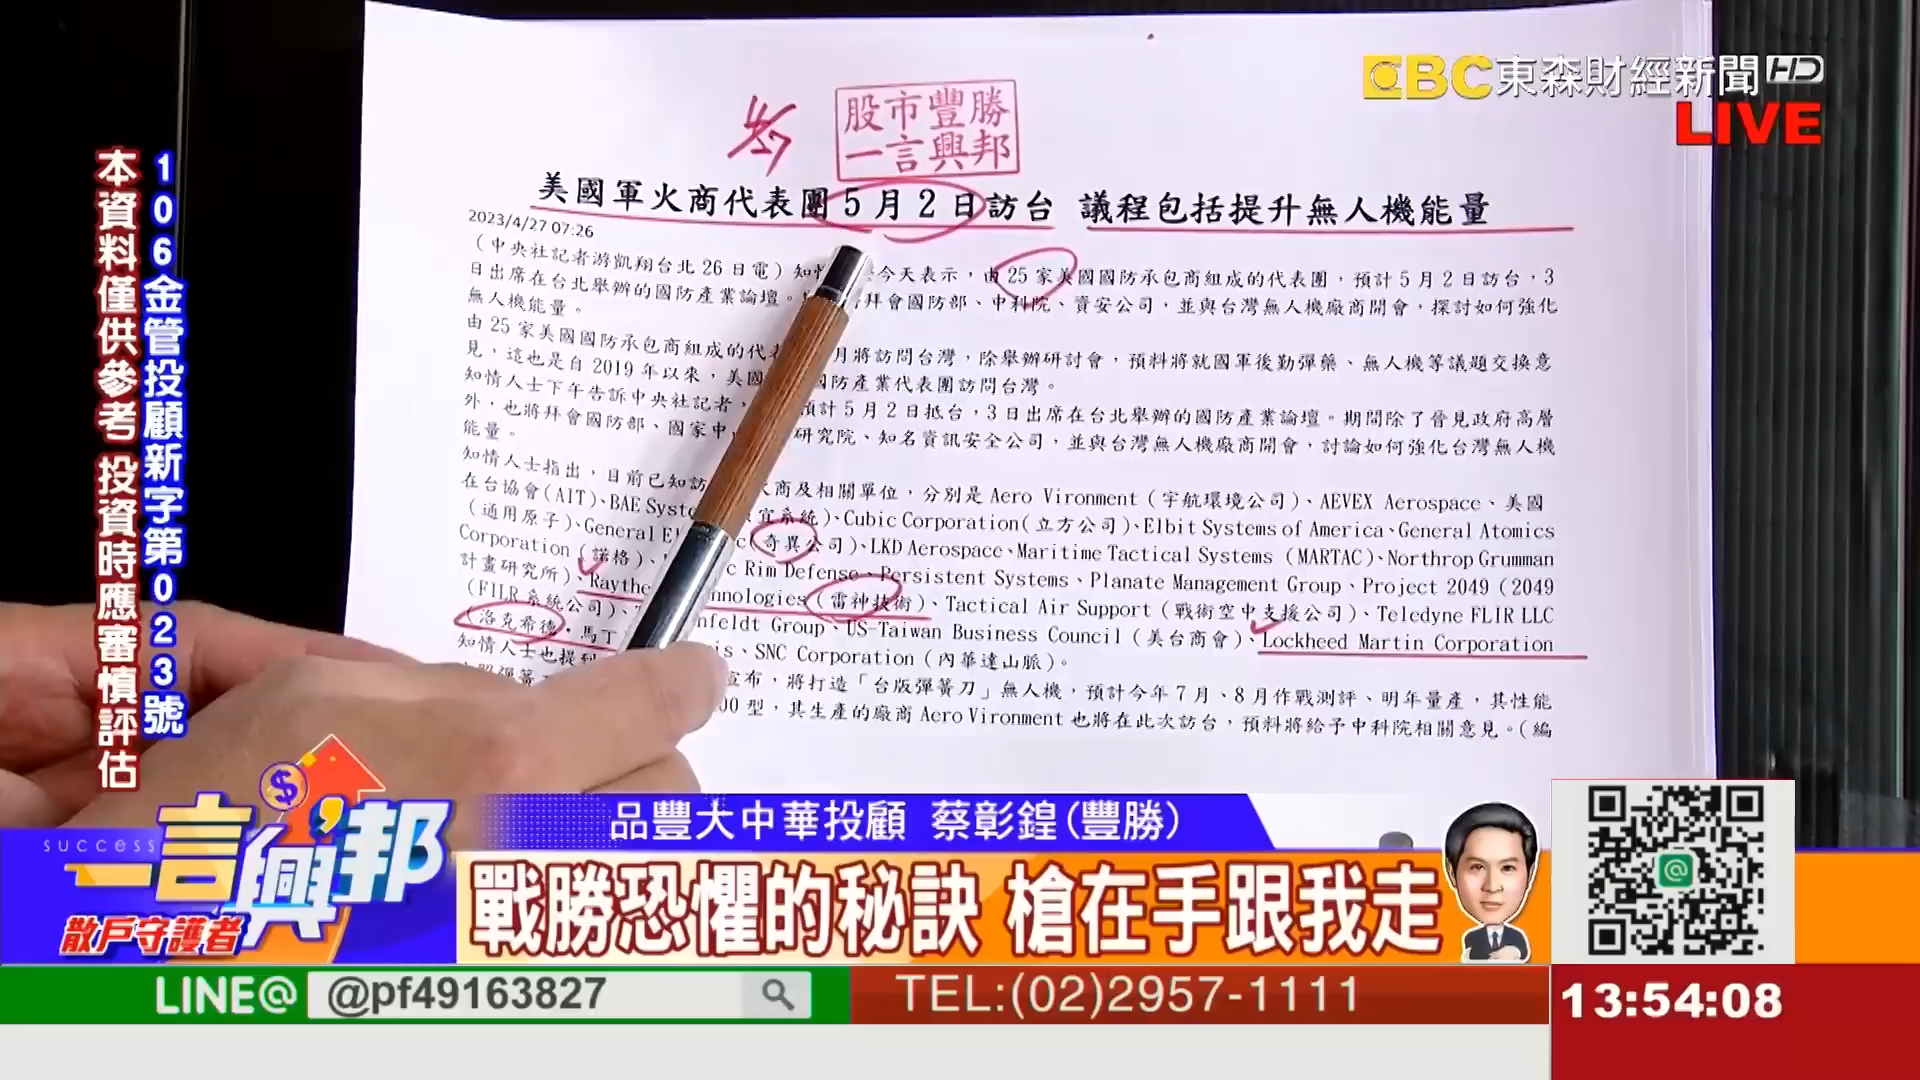 EBC 東森財經新聞 HD
LIVE
股市豐勝
一言興邦
美國軍火商代表團5月2日訪台 議程包括提升無人機能量
2023/4/27 07:26
(中央社記者游凱翔台北26日電)知情 今天表示,由25家美國國防承包商組成的代表團,預計5月2日訪台,3
日出席在台北舉辦的國防產業論壇。 拜會國防部、中科院、資安公司,並與台灣無人機廠商開會,探討如何強化
無人機能量。
由25家美國國防承包商組成的代表 月將訪問台灣,除舉辦研討會,預料將就國軍後勤彈藥、無人機等議題交換意
見,這也是自2019年以來,美國 國防產業代表團訪問台灣。
知情人士下午告訴中央社記者, 預計5月2日抵台,3日出席在台北舉辦的國防產業論壇。期間除了晉見政府高層
外,也將拜會國防部、國家中 研究院、知名資訊安全公司,並與台灣無人機廠商開會,討論如何強化台灣無人機
能量。
知情人士指出,目前已知訪 火商及相關單位,分別是Aero Vironment(宇航環境公司)、AEVEX Aerospace、美國
在台協會(AIT)、BAE Syste 宜系統)、Cubic Corporation(立方公司)、Elbit Systems of America、General Atomics
(通用原子)、General El c(奇異公司)、LKD Aerospace、Maritime Tactical Systems (MARTAC)、Northrop Grumman
Corporation(諾格)、 c Rim Defense、Persistent Systems、Planate Management Group、Project 2049(2049
計畫研究所)、Raythe chnologies(雷神技術)、Tactical Air Support(戰術空中支援公司)、Teledyne FLIR LLC
(FLIR系統公司)、 nfeldt Group、US-Taiwan Business Council(美台商會)、Lockheed Martin Corporation
(洛克希德・馬丁 is、SNC Corporation(內華達山脈)。
知情人士也提到 宣布,將打造「台版彈簧刀」無人機,預計今年7月、8月作戰測評、明年量產,其性能
00型,其生產的廠商Aero Vironment也將在此次訪台,預料將給予中科院相關意見。(編
106金管投顧新字第023號
本資料僅供參考 投資時應審慎評估
success
一言興邦
散戶守護者
品豐大中華投顧 蔡彰鍠(豐勝)
戰勝恐懼的秘訣 槍在手跟我走
LINE@ @pf49163827
TEL:(02)2957-1111
13:54:08